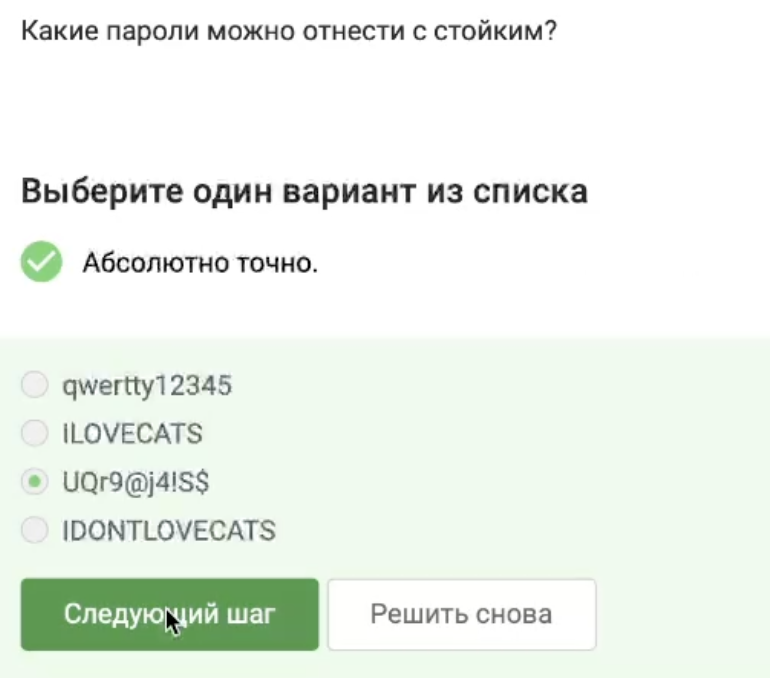 Какие пароли можно отнести с стойким?
Выберите один вариант из списка
Абсолютно точно.
qwertty12345
iLOVECATS
UQr9@j4!S$
IDONTLOVECATS
Следующий шаг
Решить снова